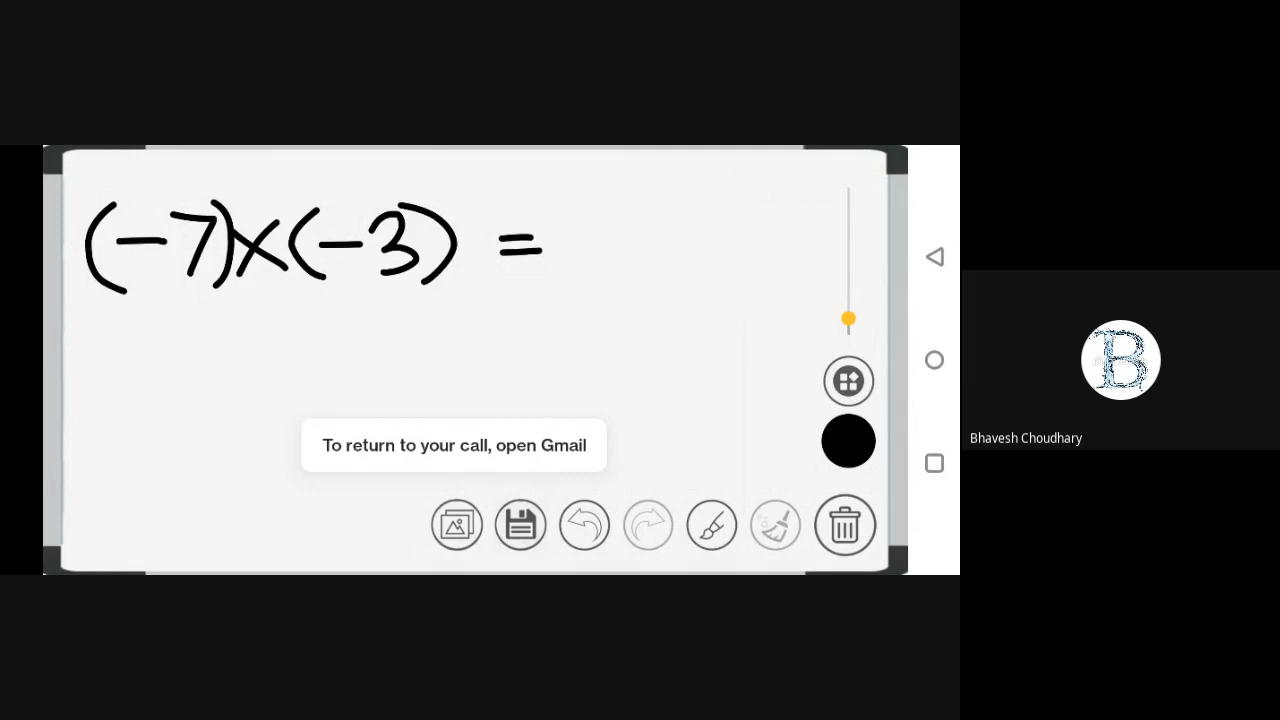 (-7)×(-3) =
To return to your call, open Gmail
B
Bhavesh Choudhary